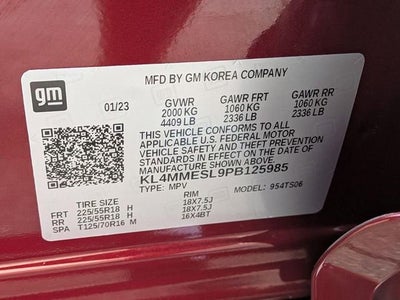 gm
MFD BY GM KOREA COMPANY
01/23 GVWR GAWR FRT GAWR RR
2000 KG 1060 KG 1060 KG
4409 LB 2336 LB 2336 LB
THIS VEHICLE CONFORMS TO ALL
APPLICABLE U.S. FEDERAL MOTOR
VEHICLE SAFETY AND THEFT PREVENTION
STANDARDS IN EFFECT ON THE DATE OF
MANUFACTURE SHOWN ABOVE.
KL4MMESL9PB125985
TYPE: MPV MODEL: 954TS06
TIRE SIZE RIM
FRT 225/55R18 H 18X7.5J
RR 225/55R18 H 18X7.5J
SPA T125/70R16 M 16X4BT